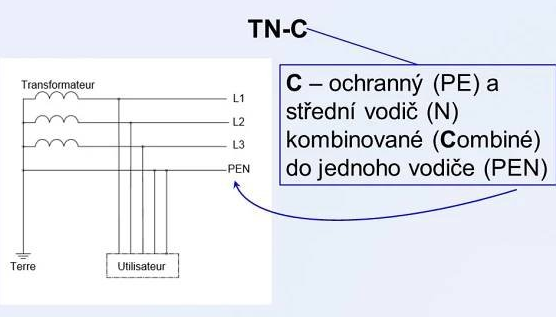 TN-C
C – ochranný (PE) a
střední vodič (N)
kombinované (Combiné)
do jednoho vodiče (PEN)
Transformateur
L1
L2
L3
PEN
Terre
Utilisateur